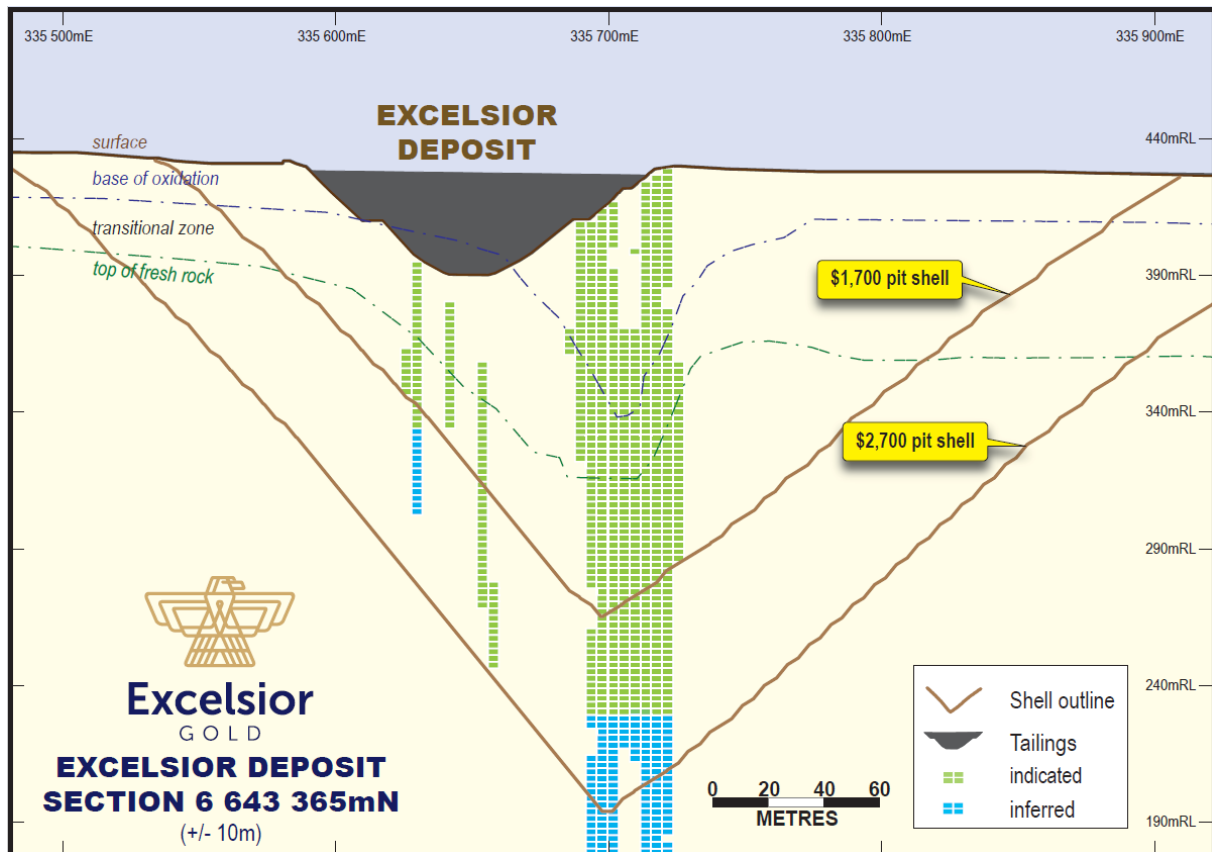 335 500mE
335 600mE
335 700mE
335 800mE
335 900mE
EXCELSIOR
DEPOSIT
surface
440mRL
base of oxidation
transitional zone
top of fresh rock
390mRL
$1,700 pit shell
340mRL
$2,700 pit shell
290mRL
240mRL
Excelsior
GOLD
EXCELSIOR DEPOSIT
SECTION 6 643 365mN
(+/- 10m)
0 20 40 60
METRES
Shell outline
Tailings
indicated
inferred
190mRL